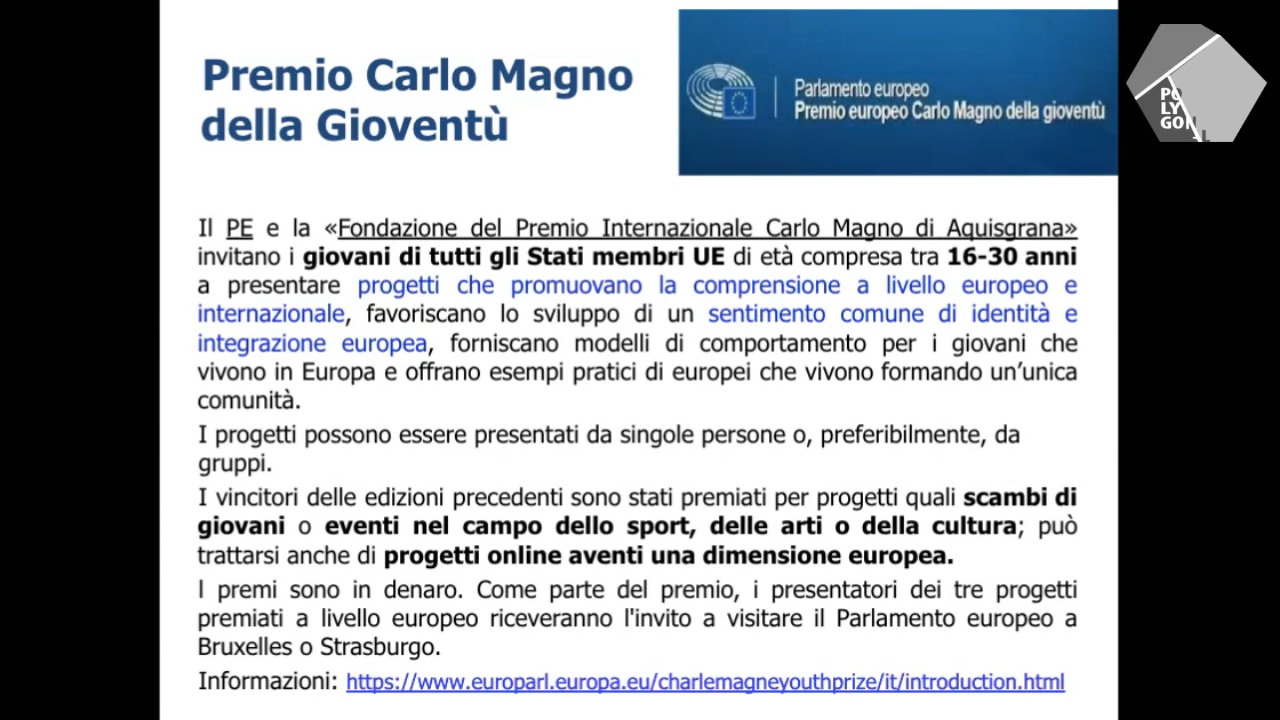 Premio Carlo Magno
della Gioventù
Parlamento europeo
Premio europeo Carlo Magno della gioventù
PO
LY
GON
AL
Il PE e la «Fondazione del Premio Internazionale Carlo Magno di Aquisgrana»
invitano i giovani di tutti gli Stati membri UE di età compresa tra 16-30 anni
a presentare progetti che promuovano la comprensione a livello europeo e
internazionale, favoriscano lo sviluppo di un sentimento comune di identità e
integrazione europea, forniscano modelli di comportamento per i giovani che
vivono in Europa e offrano esempi pratici di europei che vivono formando un’unica
comunità.
I progetti possono essere presentati da singole persone o, preferibilmente, da
gruppi.
I vincitori delle edizioni precedenti sono stati premiati per progetti quali scambi di
giovani o eventi nel campo dello sport, delle arti o della cultura; può
trattarsi anche di progetti online aventi una dimensione europea.
I premi sono in denaro. Come parte del premio, i presentatori dei tre progetti
premiati a livello europeo riceveranno l'invito a visitare il Parlamento europeo a
Bruxelles o Strasburgo.
Informazioni: https://www.europarl.europa.eu/charlemagneyouthprize/it/introduction.html